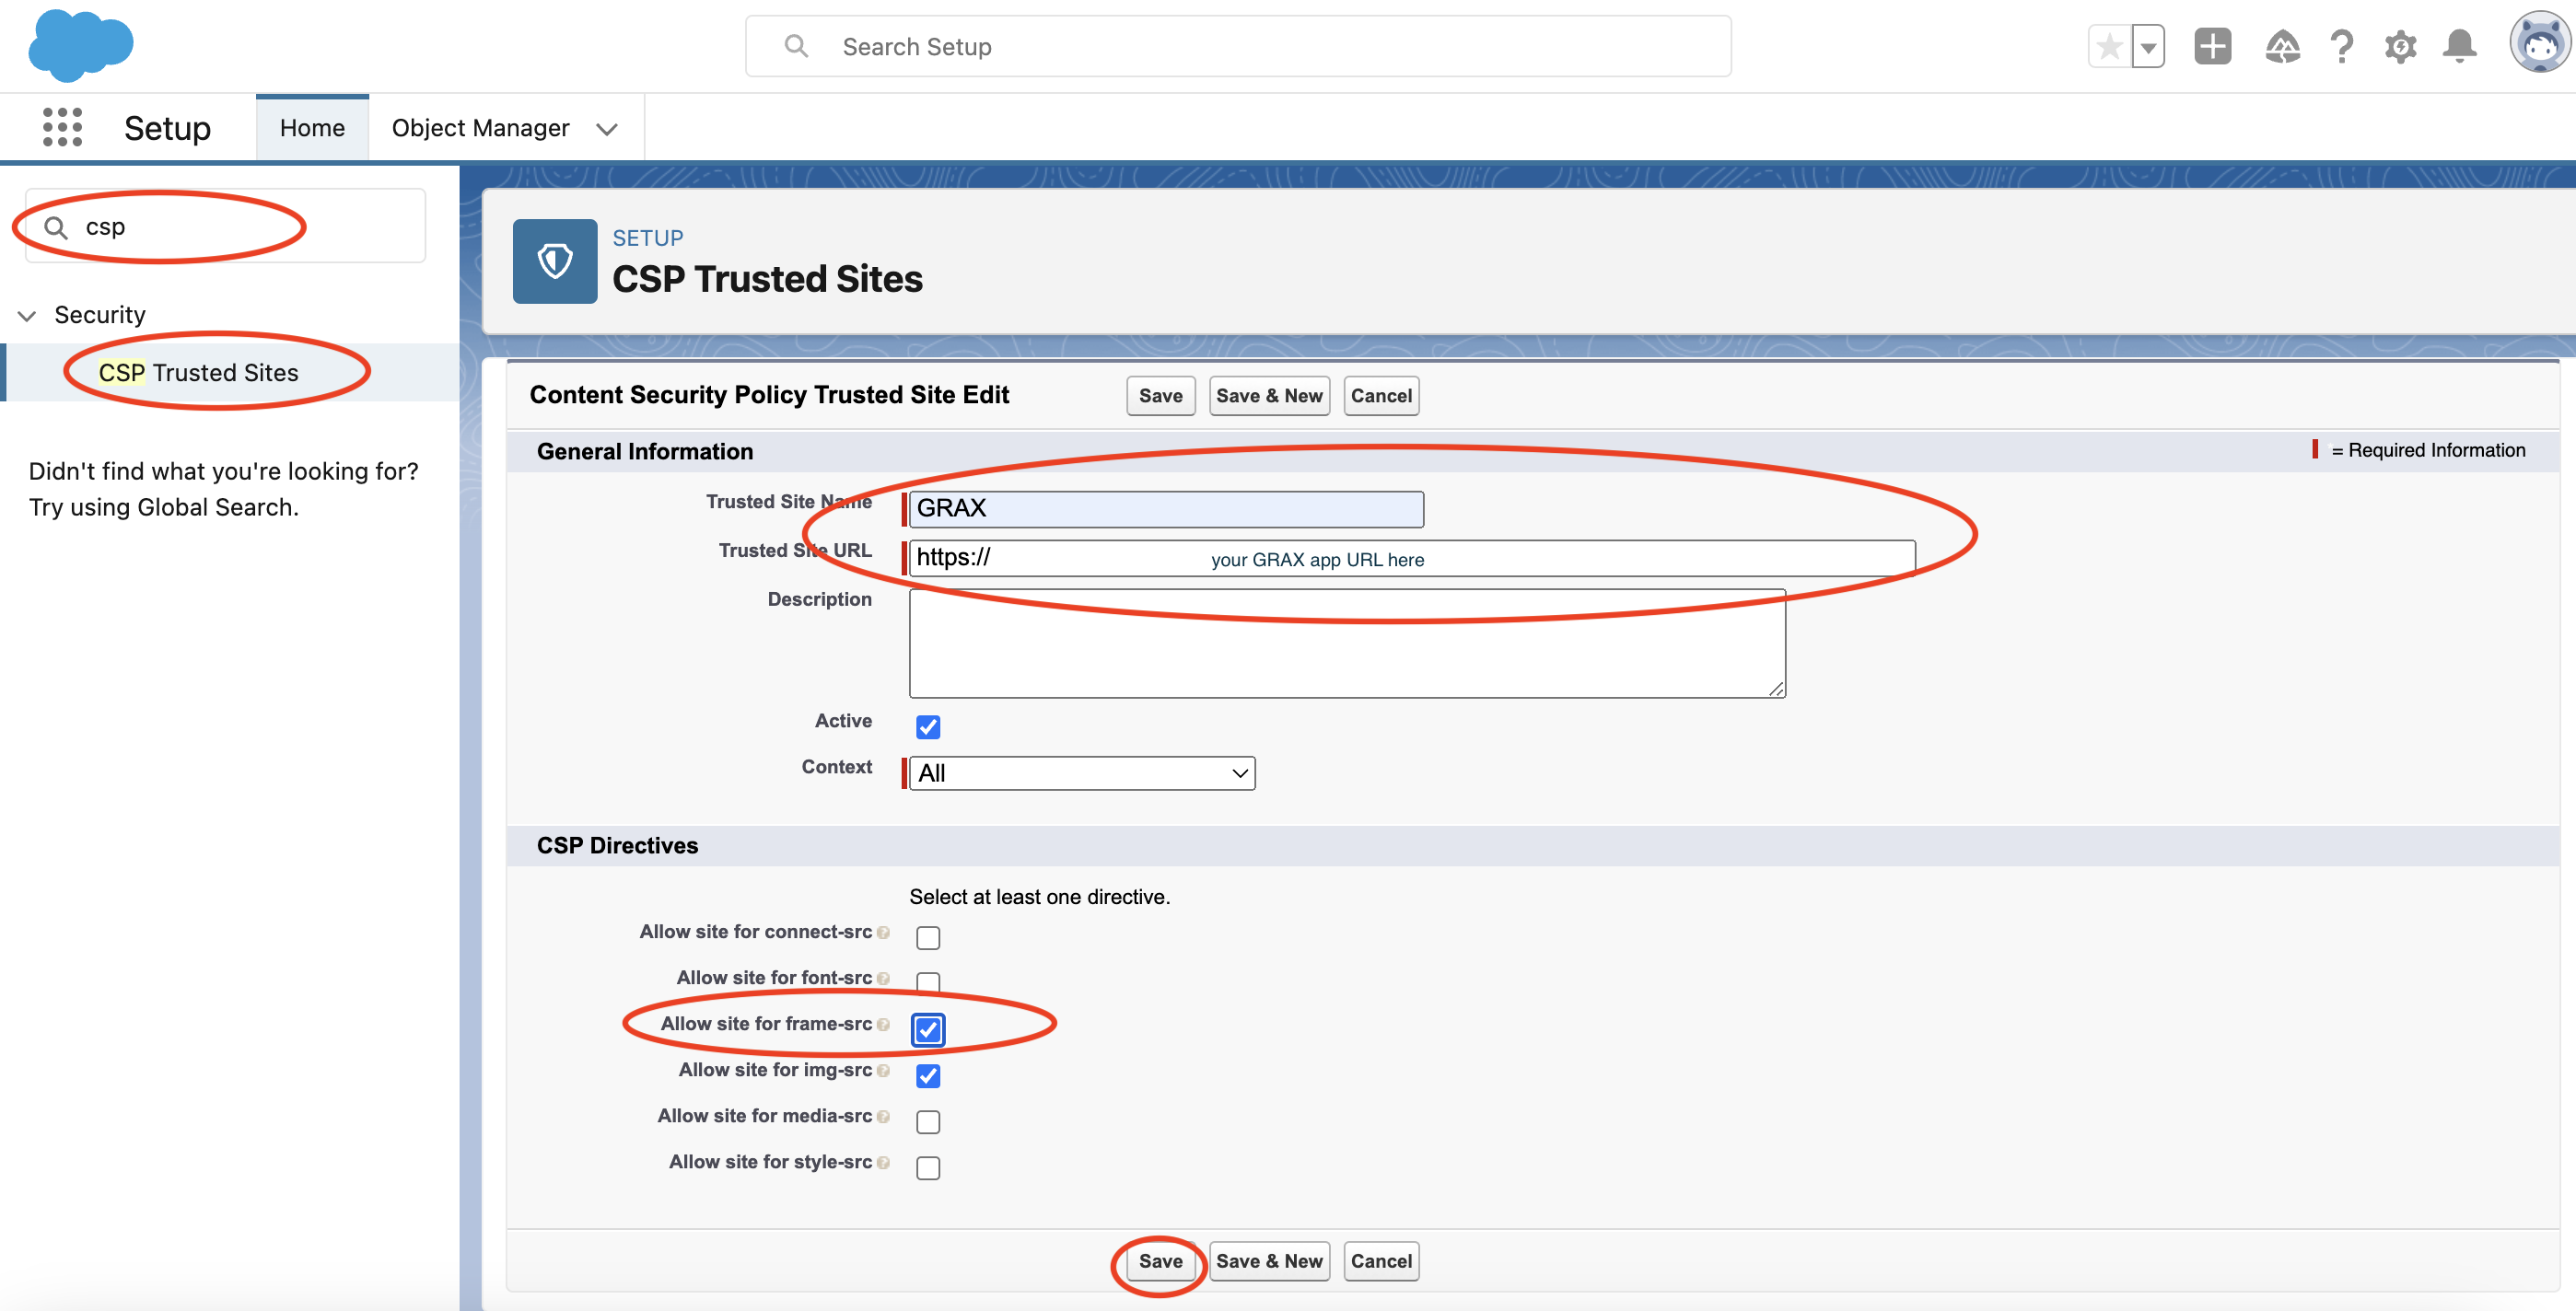 Search Setup
Setup
Home
Object Manager
csp
Security
CSP Trusted Sites
Didn't find what you're looking for?
Try using Global Search.
SETUP
CSP Trusted Sites
Content Security Policy Trusted Site Edit
Save
Save & New
Cancel
General Information
= Required Information
Trusted Site Name
GRAX
Trusted Site URL
https://
your GRAX app URL here
Description
Active
Context
All
CSP Directives
Select at least one directive.
Allow site for connect-src
Allow site for font-src
Allow site for frame-src
Allow site for img-src
Allow site for media-src
Allow site for style-src
Save
Save & New
Cancel